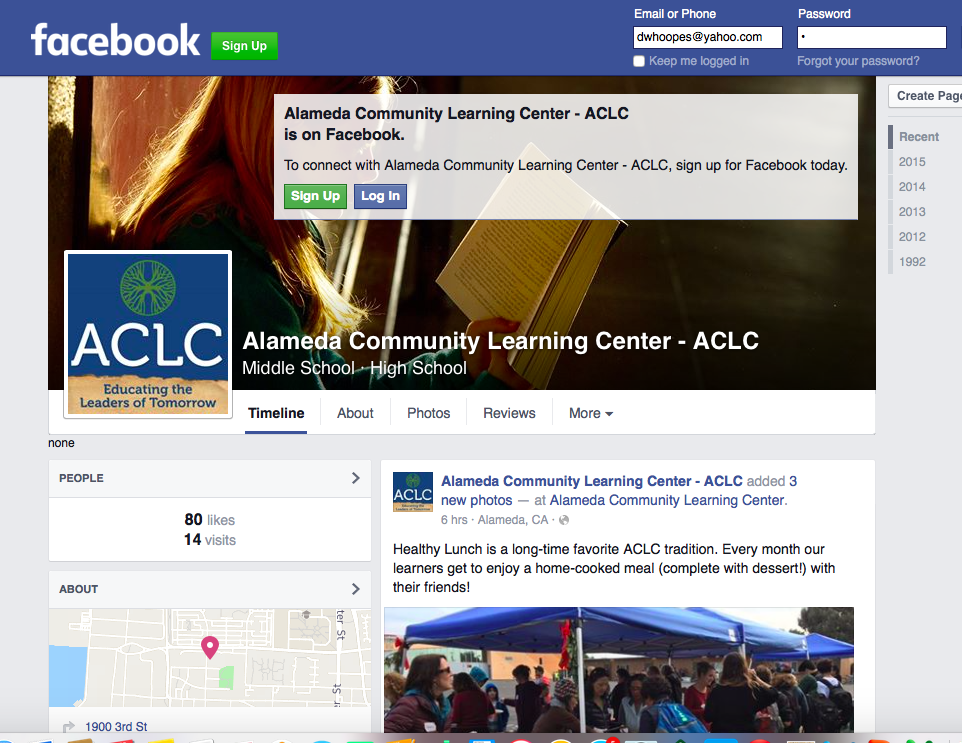 facebook
Sign Up
Email or Phone
Password
dwhoopes@yahoo.com
•
Keep me logged in
Forgot your password?
Alameda Community Learning Center - ACLC
is on Facebook.
To connect with Alameda Community Learning Center - ACLC, sign up for Facebook today.
Sign Up
Log In
Create Page
Recent
2015
2014
2013
2012
1992
ACLC
Educating the
Leaders of Tomorrow
Alameda Community Learning Center - ACLC
Middle School · High School
Timeline
About
Photos
Reviews
More
none
PEOPLE
80 likes
14 visits
ABOUT
ter St
St
1900 3rd St
ACLC
Alameda Community Learning Center - ACLC added 3
new photos — at Alameda Community Learning Center.
6 hrs · Alameda, CA ·
Healthy Lunch is a long-time favorite ACLC tradition. Every month our
learners get to enjoy a home-cooked meal (complete with dessert!) with
their friends!